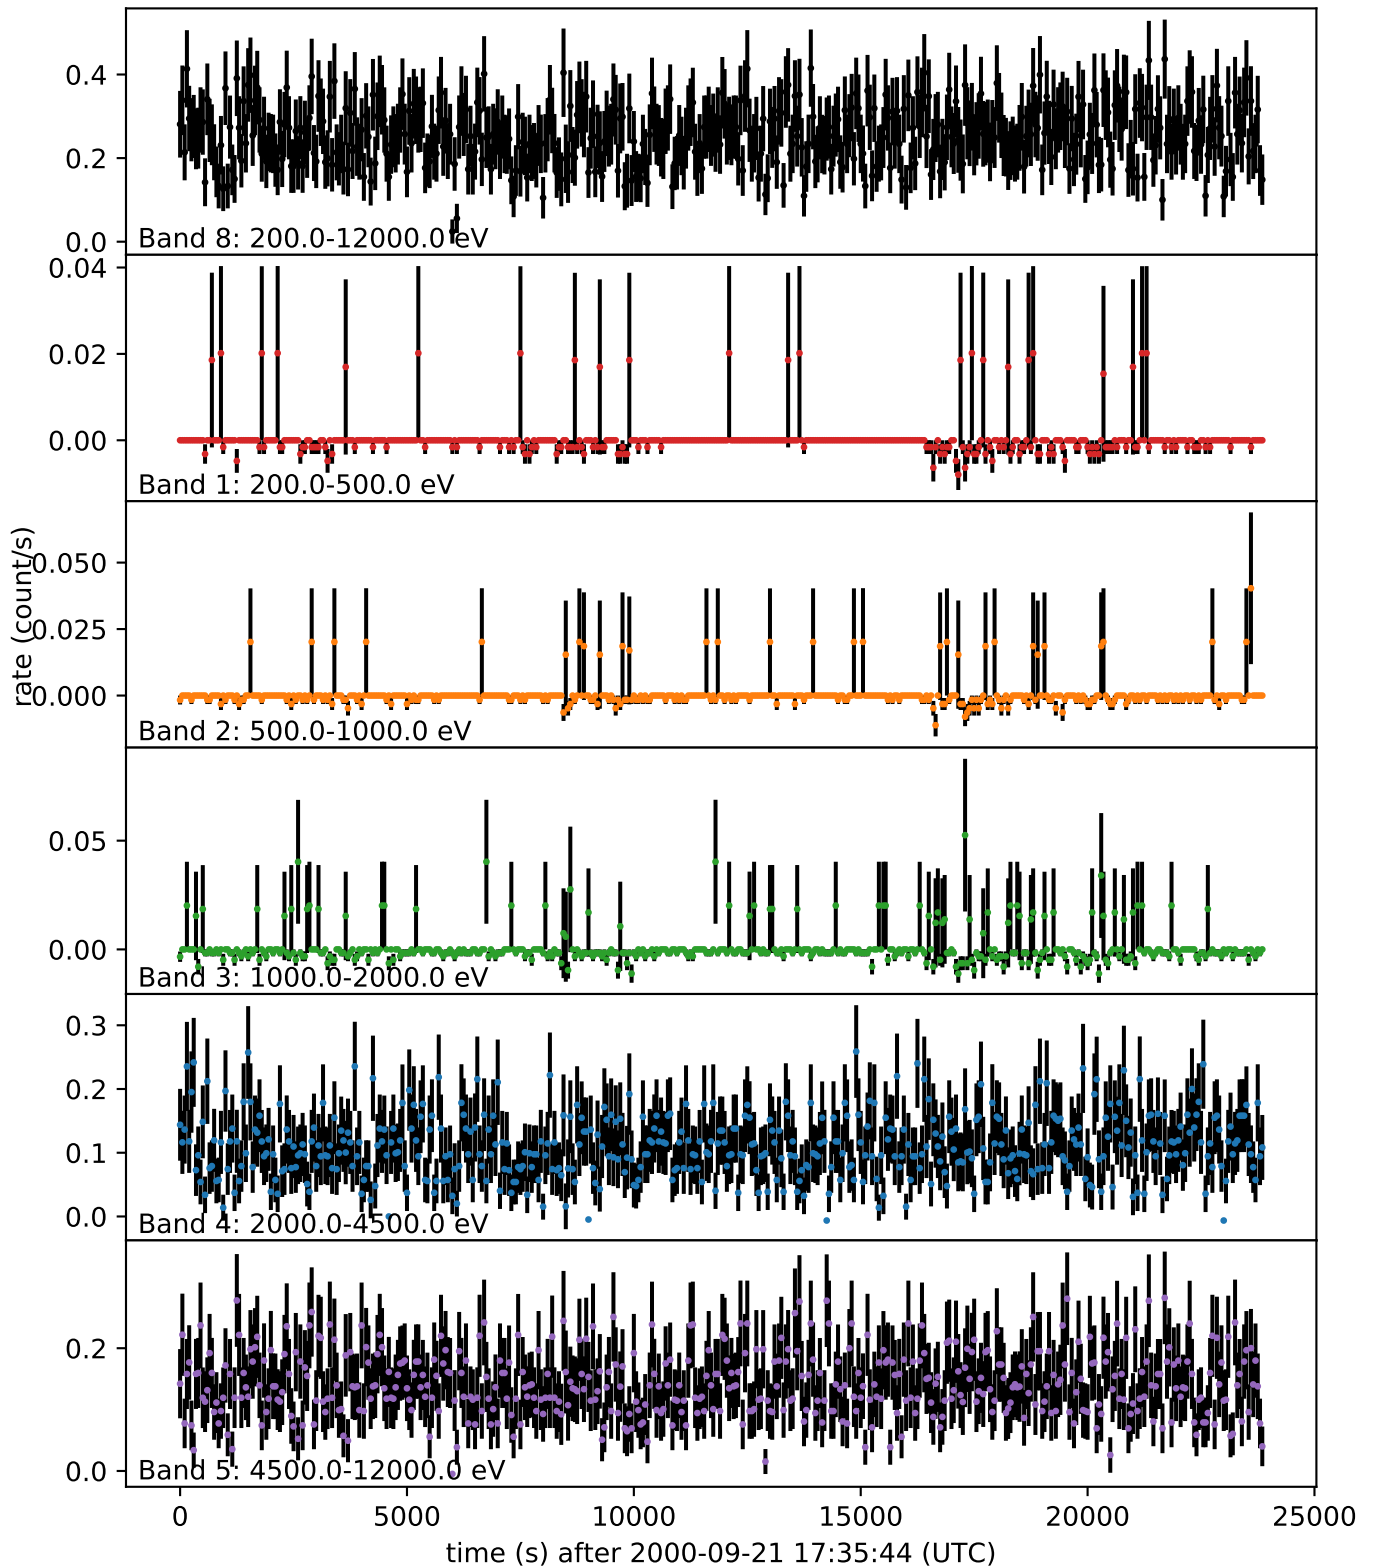 0.4
0.2
0.0
Band 8: 200.0-12000.0 eV
0.04
0.02
0.00
Band 1: 200.0-500.0 eV
rate (count/s)
0.050
0.025
0.000
Band 2: 500.0-1000.0 eV
0.05
0.00
Band 3: 1000.0-2000.0 eV
0.3
0.2
0.1
0.0
Band 4: 2000.0-4500.0 eV
0.2
0.1
0.0
Band 5: 4500.0-12000.0 eV
0 5000 10000 15000 20000 25000
time (s) after 2000-09-21 17:35:44 (UTC)